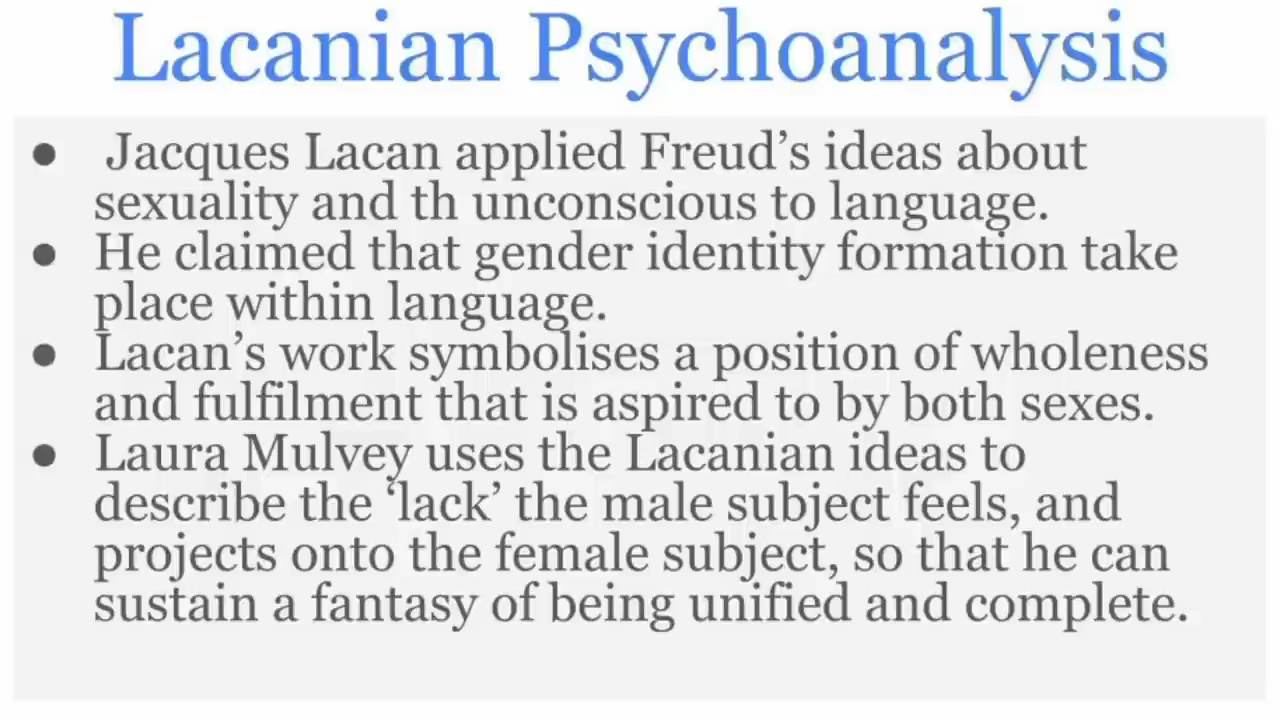 Lacanian Psychoanalysis
● Jacques Lacan applied Freud’s ideas about
sexuality and th unconscious to language.
● He claimed that gender identity formation take
place within language.
● Lacan’s work symbolises a position of wholeness
and fulfilment that is aspired to by both sexes.
● Laura Mulvey uses the Lacanian ideas to
describe the ‘lack’ the male subject feels, and
projects onto the female subject, so that he can
sustain a fantasy of being unified and complete.